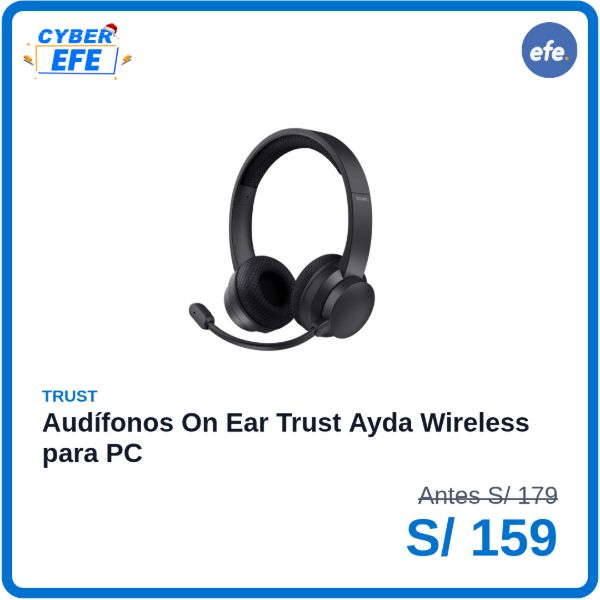 CYBER
EFE
efe.
TRUST
Audífonos On Ear Trust Ayda Wireless
para PC
Antes S/ 179
S/ 159